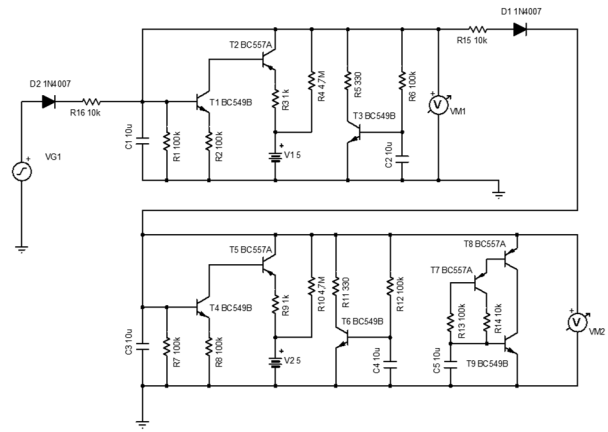 D1 1N4007
R15 10k
T2 BC557A
D2 1N4007
R16 10k
T1 BC549B
R3 1k
R4 4,7M
R5 330
T3 BC549B
R6 100k
+
V
VM1
VG1
+
C1 10u
R1 100k
R2 100k
+
V1 5
C2 10u
T5 BC557A
T4 BC549B
R9 1k
R10 4,7M
R11 330
T6 BC549B
R12 100k
T8 BC557A
T7 BC557A
R13 100k
R14 10k
T9 BC549B
+
V
VM2
C3 10u
R7 100k
R8 100k
+
V2 5
C4 10u
C5 10u